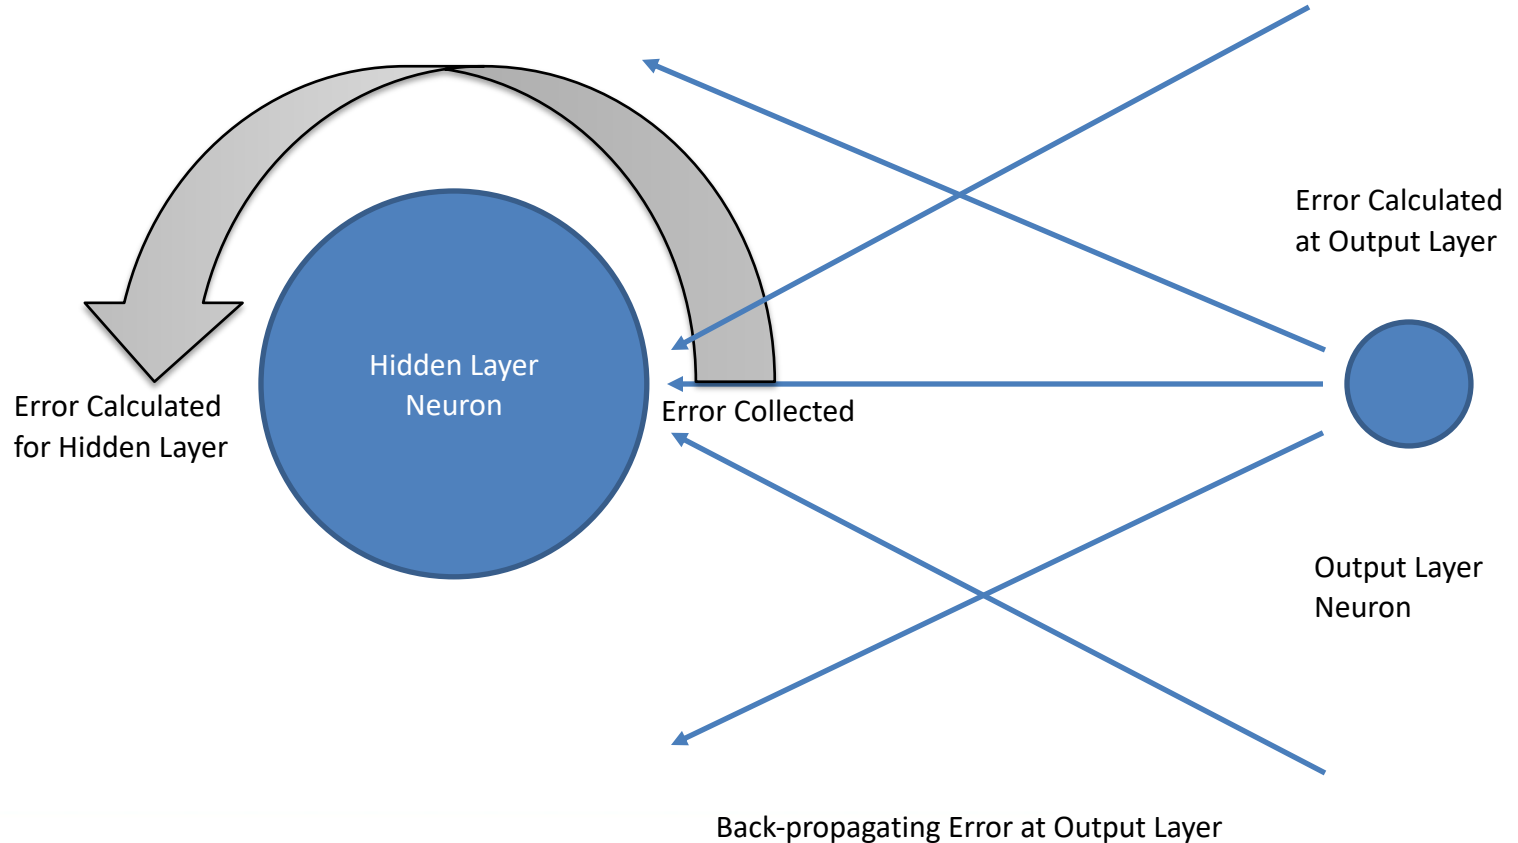 Error Calculated
at Output Layer
Hidden Layer
Neuron
Error Calculated
for Hidden Layer
Error Collected
Output Layer
Neuron
Back-propagating Error at Output Layer